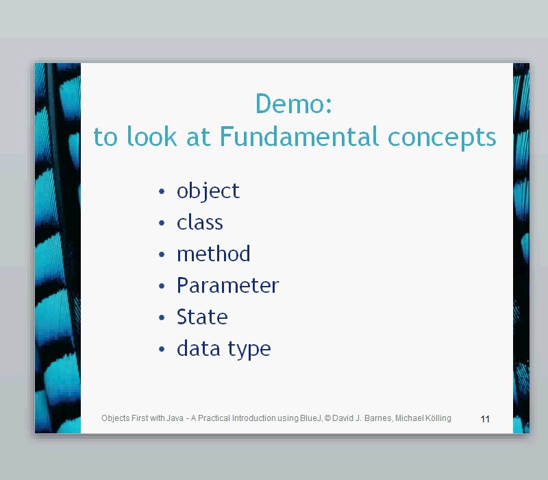 Demo:
to look at Fundamental concepts
• object
• class
• method
• Parameter
• State
• data type
Objects First with Java - A Practical Introduction using BlueJ, © David J. Barnes, Michael Kölling
11